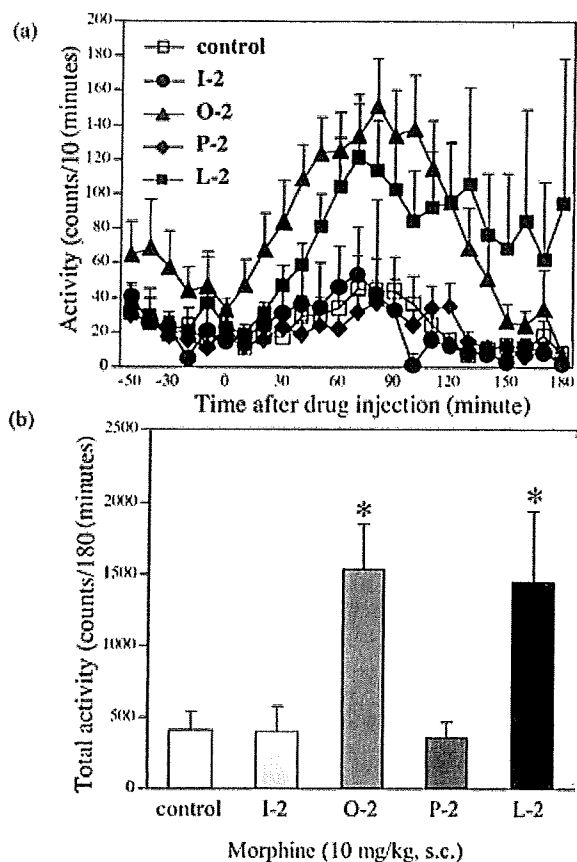 (a)
200
180
160
140
120
100
80
60
40
20
0
Activity (counts/10 (minutes)
control
I-2
O-2
P-2
L-2
-50 -30 0 30 60 90 120 150 180
Time after drug injection (minute)
(b)
2500
2000
1500
1000
500
0
Total activity (counts/180 (minutes)
* *
control I-2 O-2 P-2 L-2
Morphine (10 mg/kg, s.c.)